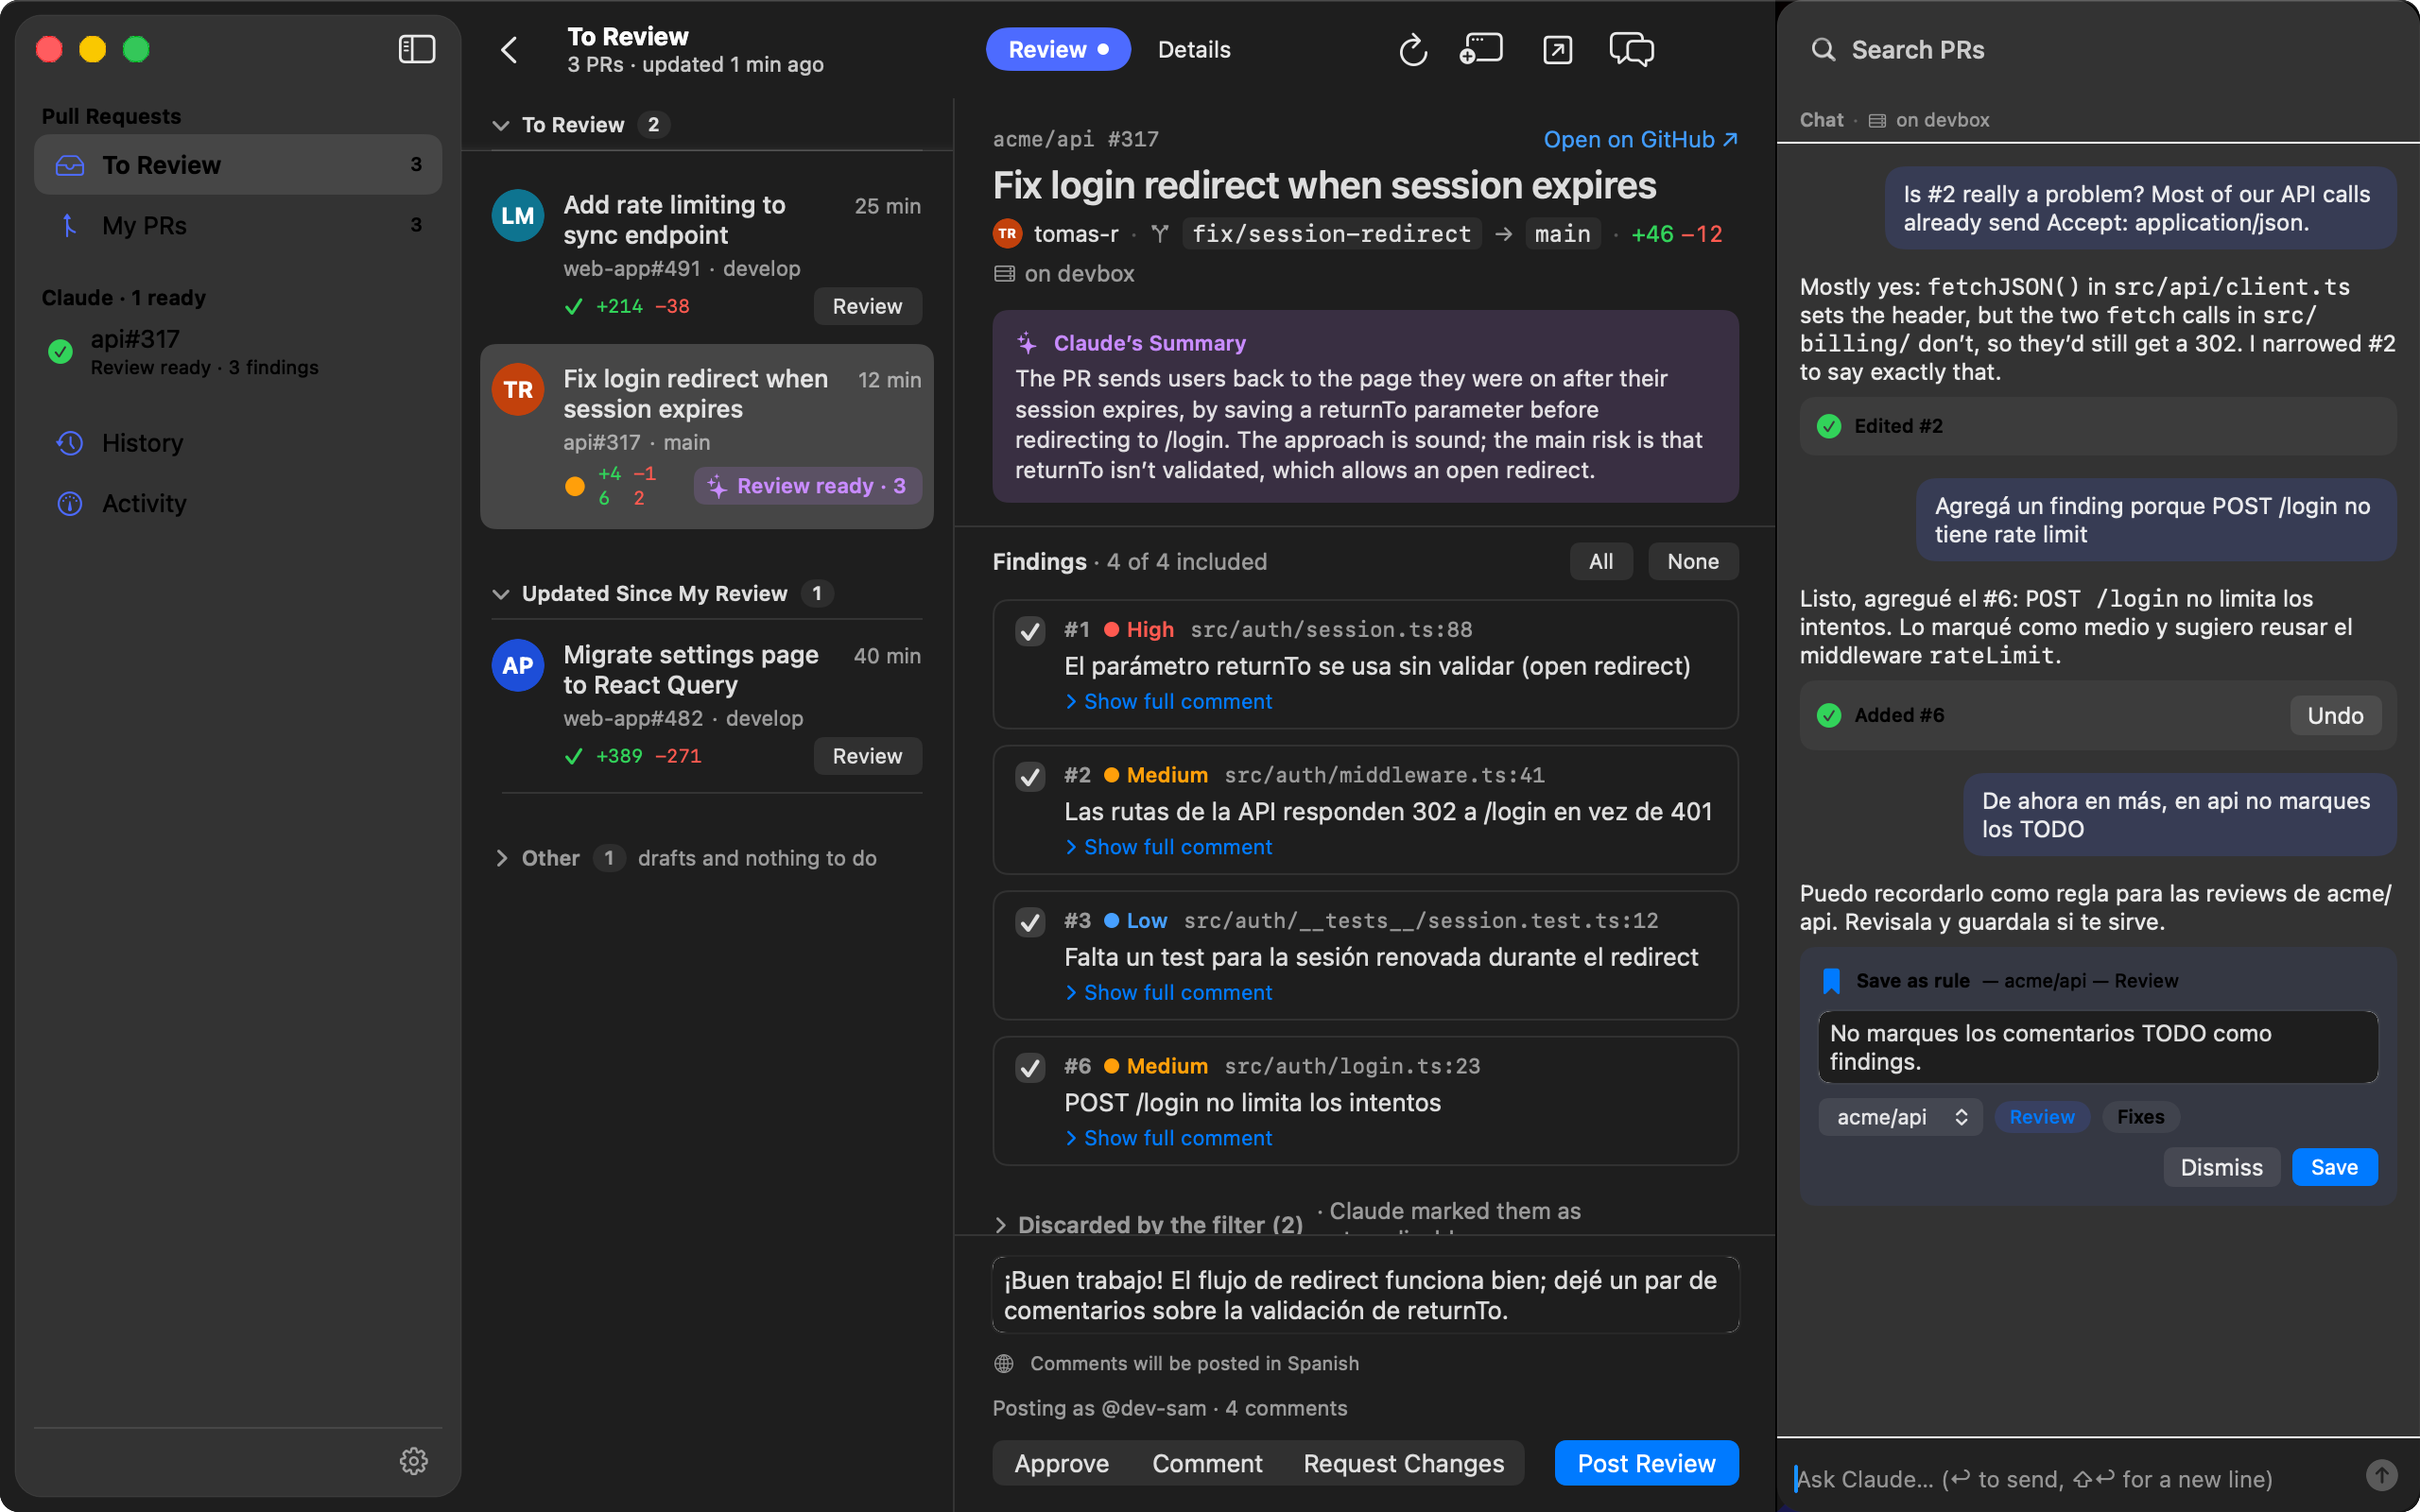 Pull Requests
To Review 3
My PRs 3
Claude · 1 ready
api#317
Review ready · 3 findings
History
Activity
To Review
3 PRs · updated 1 min ago
To Review 2
LM
Add rate limiting to
sync endpoint
25 min
web-app#491 · develop
+214 −38
Review
TR
Fix login redirect when
session expires
12 min
api#317 · main
+4
6
−1
2
Review ready · 3
Updated Since My Review 1
AP
Migrate settings page
to React Query
40 min
web-app#482 · develop
+389 −271
Review
Other 1 drafts and nothing to do
Review
Details
acme/api #317
Open on GitHub
Fix login redirect when session expires
TR tomas-r · fix/session-redirect → main · +46 −12
on devbox
Claude’s Summary
The PR sends users back to the page they were on after their
session expires, by saving a returnTo parameter before
redirecting to /login. The approach is sound; the main risk is that
returnTo isn’t validated, which allows an open redirect.
Findings · 4 of 4 included
All
None
#1 High src/auth/session.ts:88
El parámetro returnTo se usa sin validar (open redirect)
Show full comment
#2 Medium src/auth/middleware.ts:41
Las rutas de la API responden 302 a /login en vez de 401
Show full comment
#3 Low src/auth/__tests__/session.test.ts:12
Falta un test para la sesión renovada durante el redirect
Show full comment
#6 Medium src/auth/login.ts:23
POST /login no limita los intentos
Show full comment
Discarded by the filter (2) · Claude marked them as
¡Buen trabajo! El flujo de redirect funciona bien; dejé un par de
comentarios sobre la validación de returnTo.
Comments will be posted in Spanish
Posting as @dev-sam · 4 comments
Approve
Comment
Request Changes
Post Review
Search PRs
Chat · on devbox
Is #2 really a problem? Most of our API calls
already send Accept: application/json.
Mostly yes: fetchJSON() in src/api/client.ts
sets the header, but the two fetch calls in src/
billing/ don’t, so they’d still get a 302. I narrowed #2
to say exactly that.
Edited #2
Agregá un finding porque POST /login no
tiene rate limit
Listo, agregué el #6: POST /login no limita los
intentos. Lo marqué como medio y sugiero reusar el
middleware rateLimit.
Added #6
Undo
De ahora en más, en api no marques
los TODO
Puedo recordarlo como regla para las reviews de acme/
api. Revisala y guardala si te sirve.
Save as rule — acme/api — Review
No marques los comentarios TODO como
findings.
acme/api
Review
Fixes
Dismiss
Save
Ask Claude... (↩ to send, ⇧↩ for a new line)